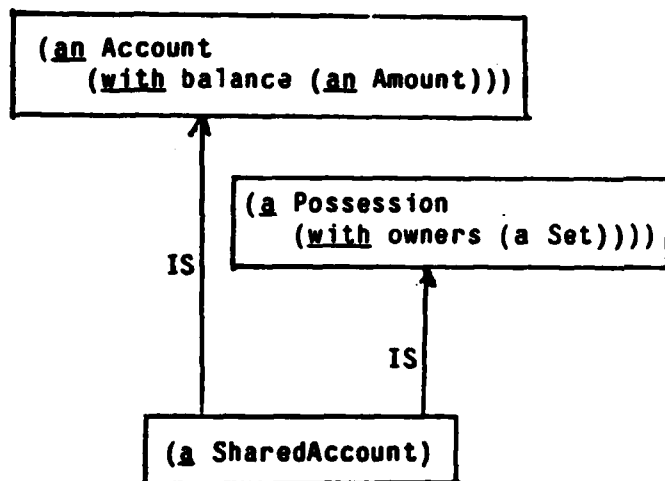 (an Account
(with balance (an Amount)))
(a Possession
(with owners (a Set))))
IS
IS
(a SharedAccount)